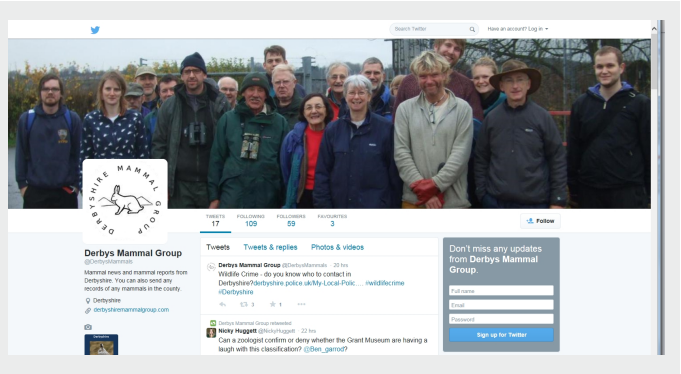 Search Twitter
Have an account? Log in
DERBYSHIRE MAMMAL GROUP
TWEETS FOLLOWING FOLLOWERS FAVOURITES
17 109 59 3
Follow
Derbys Mammal Group
@DerbysMammals
Mammal news and mammal reports from
Derbyshire. You can also send any
records of any mammals in the county.
Derbyshire
derbyshiremammalgroup.com
Derbyshire
Tweets Tweets & replies Photos & videos
Derbys Mammal Group @DerbysMammals · 20 hrs
Wildlife Crime - do you know who to contact in
Derbyshire?derbyshire.police.uk/My-Local-Polic.... #wildlifecrime
#Derbyshire
3 1
Derbys Mammal Group retweeted
Nicky Huggett @NickyHuggett · 22 hrs
Can a zoologist confirm or deny whether the Grant Museum are having a
laugh with this classification? @Ben_garrod?
Don't miss any updates
from Derbys Mammal
Group.
Full name
Email
Password
Sign up for Twitter